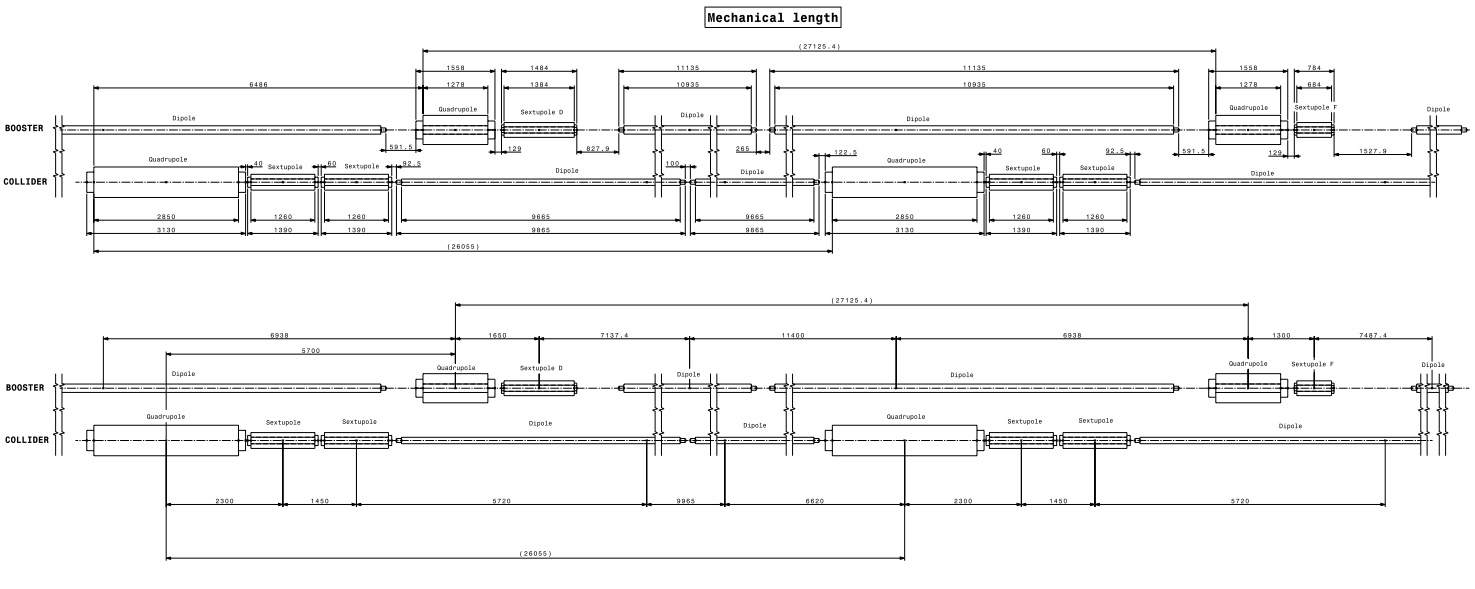 Mechanical length
(27125.4)
1558 1484 11135 11135 1558 784
6486 1278 1384 10935 10935 1278 684
Quadrupole Sextupole D Quadrupole Sextupole F Dipole
Dipole Dipole Dipole
BOOSTER
591.5 129 827.9 265 591.5 129 1527.9
Quadrupole 40 Sextupole 60 Sextupole 92.5 Dipole 100 Dipole 122.5 Quadrupole 40 Sextupole 60 Sextupole 92.5 Dipole
COLLIDER
2850 1260 1260 9665 9665 2850 1260 1260
3130 1390 1390 9865 9865 3130 1390 1390
(26055)
(27125.4)
6938 1650 7137.4 11400 6938 1300 7487.4
5700
Dipole Quadrupole Sextupole D Dipole Dipole Quadrupole Sextupole F Dipole
BOOSTER
Quadrupole Sextupole Sextupole Dipole Dipole Quadrupole Sextupole Sextupole Dipole
COLLIDER
2300 1450 5720 9965 6620 2300 1450 5720
(26055)